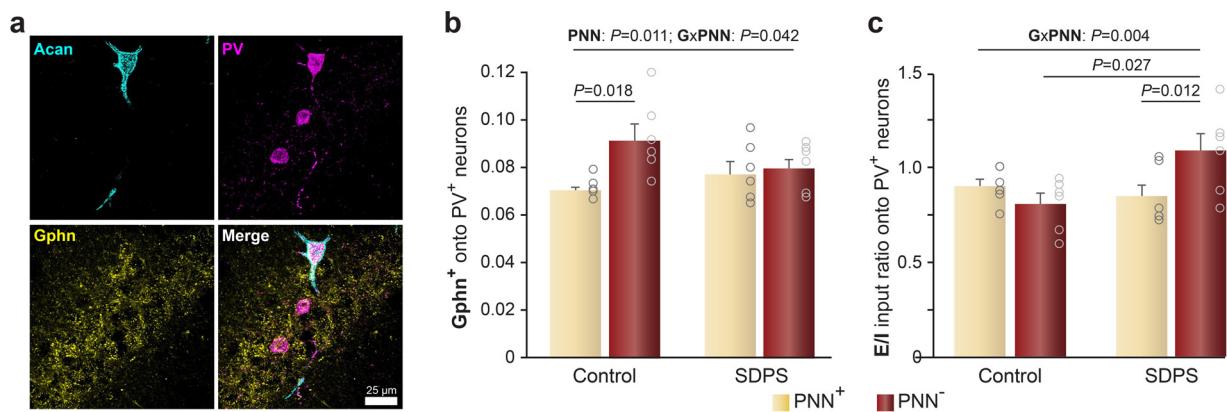 a
Acan
PV
Gphn
Merge
25 µm
b
PNN: P=0.011; GxPNN: P=0.042
P=0.018
Gphn⁺ onto PV⁺ neurons
0.12
0.10
0.08
0.06
0.04
0.02
0
Control
SDPS
c
GxPNN: P=0.004
P=0.027
P=0.012
E/I input ratio onto PV⁺ neurons
1.5
1.0
0.5
0
Control
SDPS
PNN⁺
PNN⁻